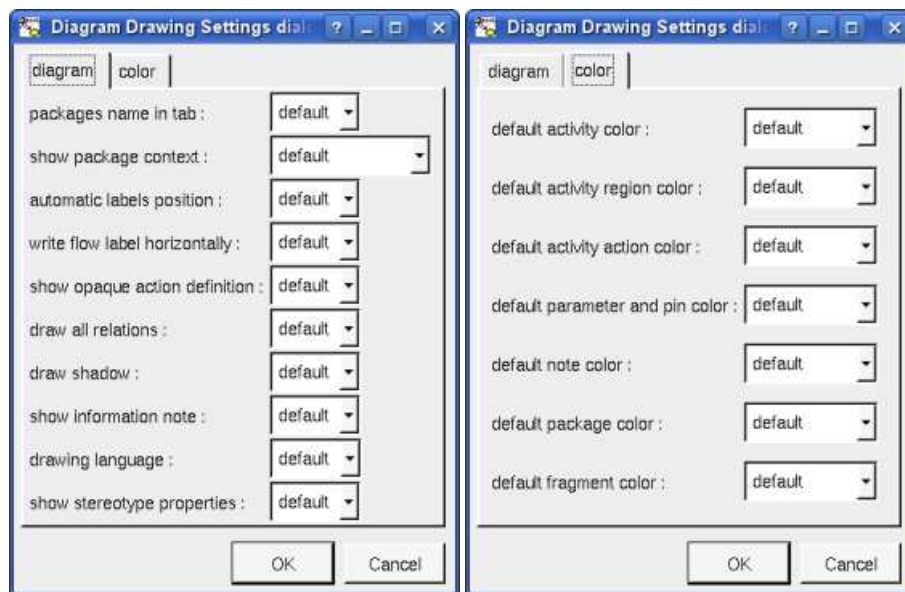 Diagram Drawing Settings dial ?
diagram color
packages name in tab : default
show package context : default
automatic labels position : default
write flow label horizontally : default
show opaque action definition : default
draw all relations : default
draw shadow : default
show information note : default
drawing language : default
show stereotype properties : default
OK Cancel
Diagram Drawing Settings dial ?
diagram color
default activity color : default
default activity region color : default
default activity action color : default
default parameter and pin color : default
default note color : default
default package color : default
default fragment color : default
OK Cancel